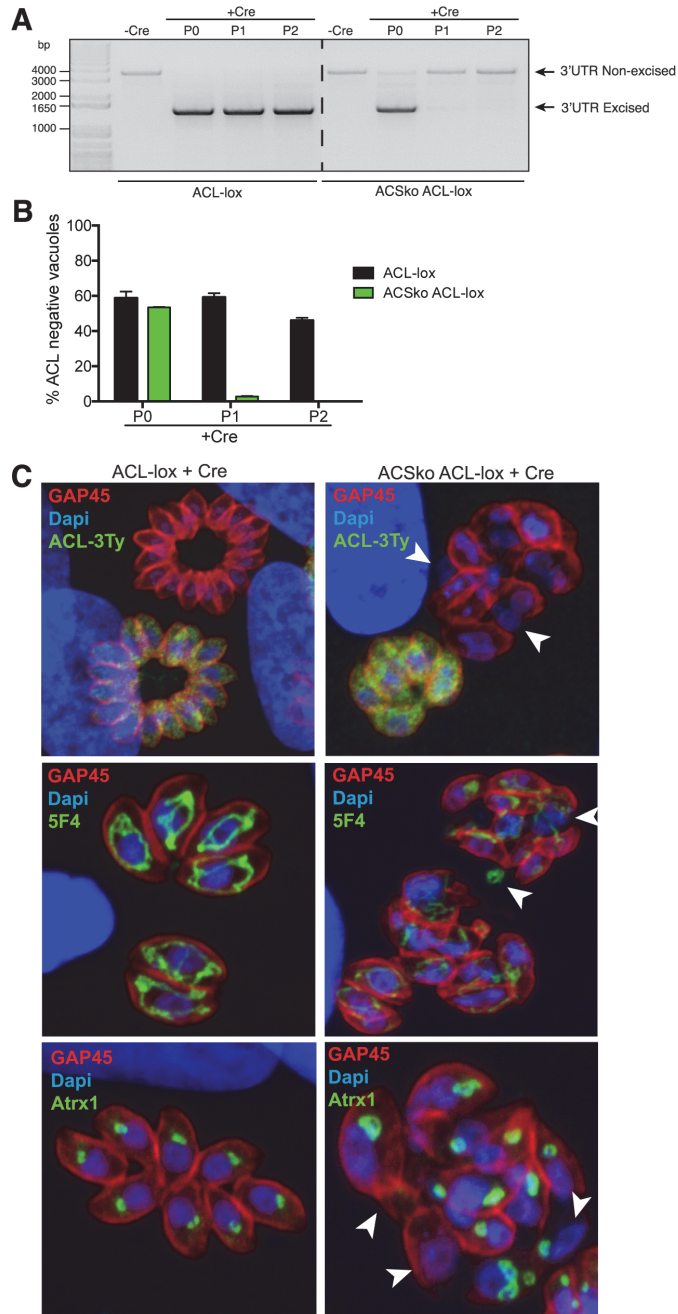 A
+Cre
+Cre
-Cre P0 P1 P2 -Cre P0 P1 P2
bp
4000
3000
2000
1650
1000
3'UTR Non-excised
3'UTR Excised
ACL-lox ACSko ACL-lox
B
% ACL negative vacuoles
100
80
60
40
20
0
ACL-lox
ACSko ACL-lox
P0 P1 P2
+Cre
C
ACL-lox + Cre
ACSko ACL-lox + Cre
GAP45
Dapi
ACL-3Ty
GAP45
Dapi
ACL-3Ty
GAP45
Dapi
5F4
GAP45
Dapi
5F4
GAP45
Dapi
Atrx1
GAP45
Dapi
Atrx1